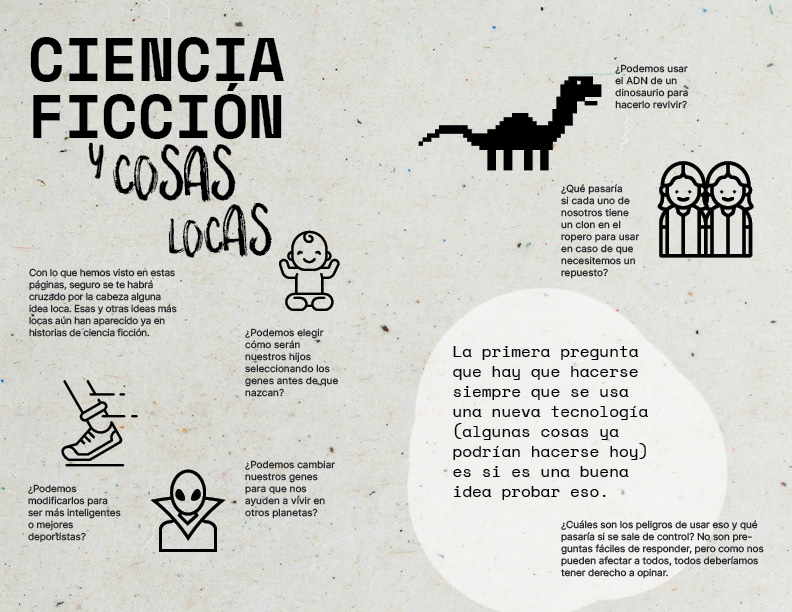 CIENCIA
FICCIÓN
Y COSAS
LOCAS
Con lo que hemos visto en estas
páginas, seguro se te habrá
cruzado por la cabeza alguna
idea loca. Esas y otras ideas más
locas aún han aparecido ya en
historias de ciencia ficción.
¿Podemos elegir
cómo serán
nuestros hijos
seleccionando los
genes antes de que
nazcan?
¿Podemos
modificarlos para
ser más inteligentes
o mejores
deportistas?
¿Podemos cambiar
nuestros genes
para que nos
ayuden a vivir en
otros planetas?
¿Podemos usar
el ADN de un
dinosaurio para
hacerlo revivir?
¿Qué pasaría
si cada uno de
nosotros tiene
un clon en el
ropero para usar
en caso de que
necesitemos un
repuesto?
La primera pregunta
que hay que hacerse
siempre que se usa
una nueva tecnología
(algunas cosas ya
podrían hacerse hoy)
es si es una buena
idea probar eso.
¿Cuáles son los peligros de usar eso y qué
pasaría si se sale de control? No son pre-
guntas fáciles de responder, pero como nos
pueden afectar a todos, todos deberíamos
tener derecho a opinar.